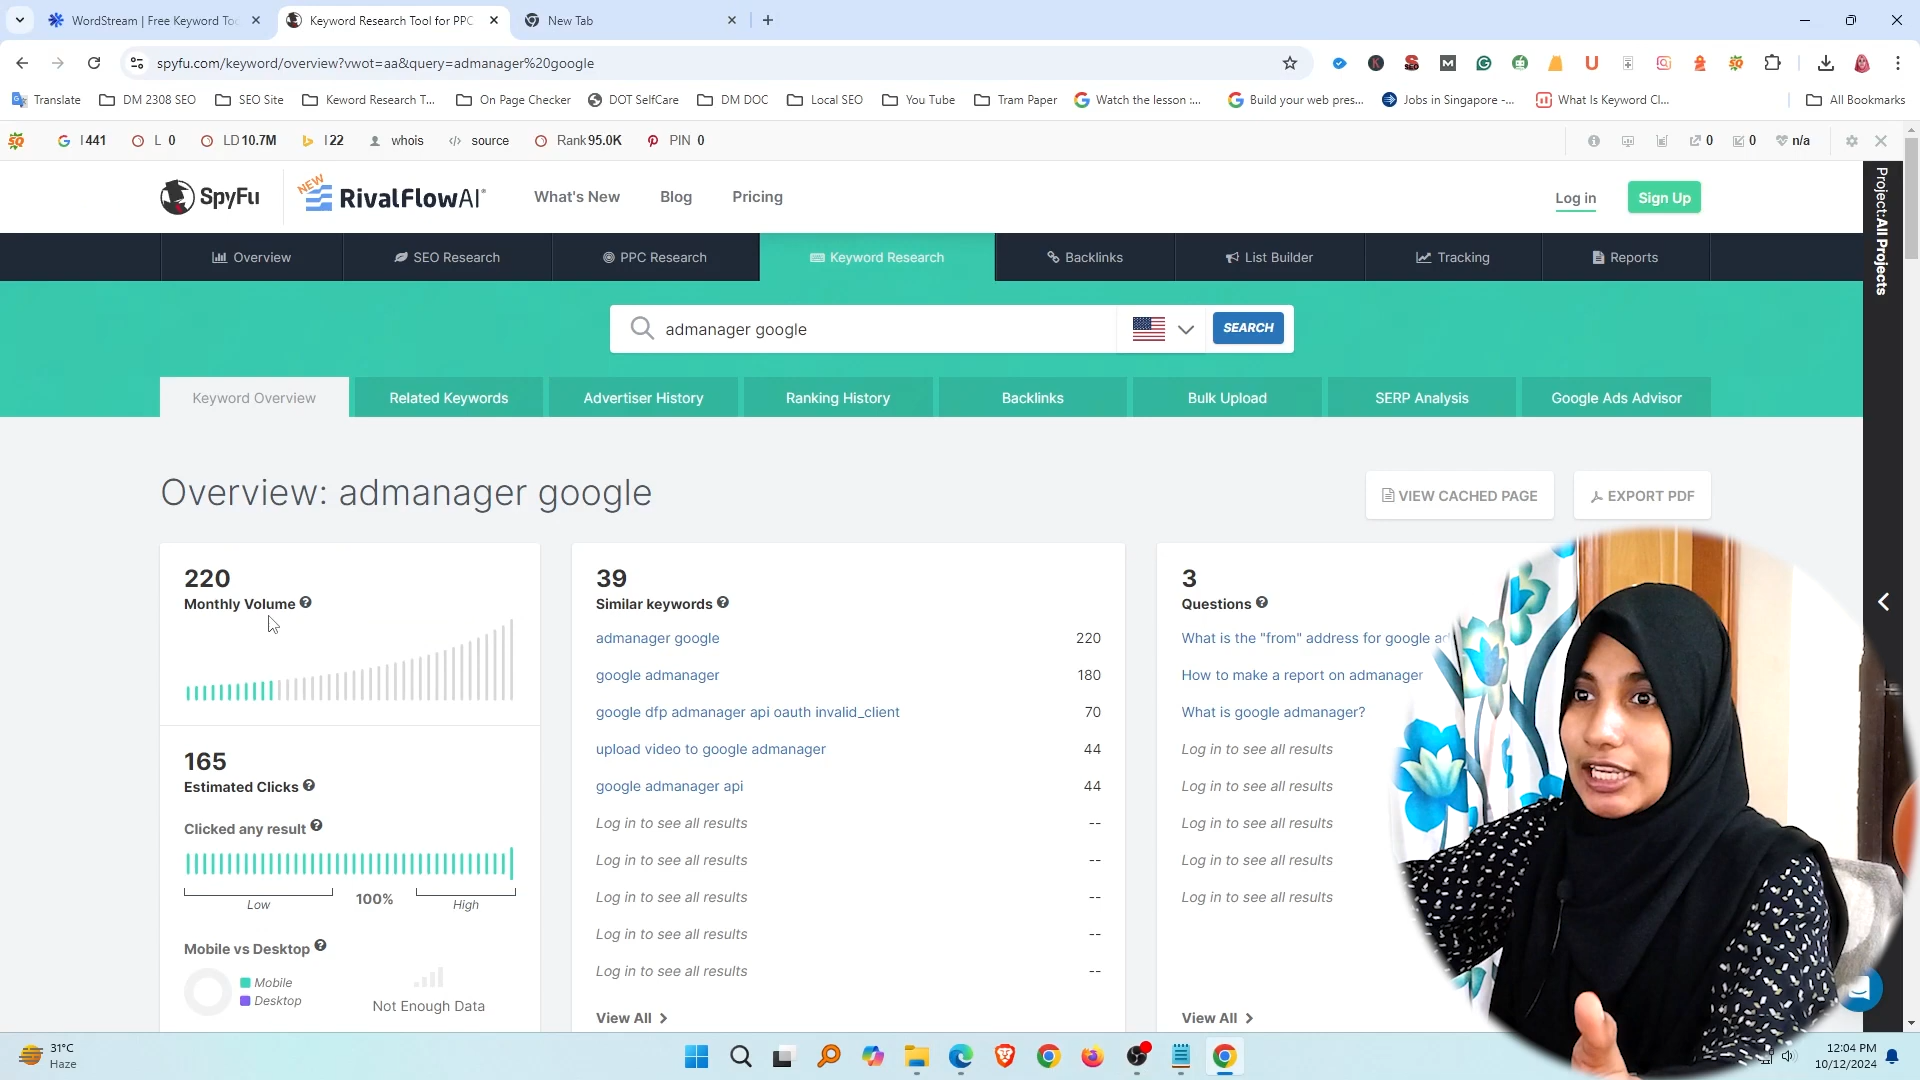 WordStream | Free Keyword Too
Keyword Research Tool for PPC
New Tab
spyfu.com/keyword/overview?vwot=aa&query=admanager%20google
Translate
DM 2308 SEO
SEO Site
Keword Research T...
On Page Checker
DOT SelfCare
DM DOC
Local SEO
You Tube
Tram Paper
Watch the lesson :...
Build your web pres...
Jobs in Singapore -...
What Is Keyword Cl...
All Bookmarks
I 441
L 0
LD 10.7M
I 22
whois
source
Rank 95.0K
PIN 0
0
0
n/a
SpyFu
NEW
RivalFlowAI
What's New
Blog
Pricing
Log in
Sign Up
Project: All Projects
Overview
SEO Research
PPC Research
Keyword Research
Backlinks
List Builder
Tracking
Reports
admanager google
SEARCH
Keyword Overview
Related Keywords
Advertiser History
Ranking History
Backlinks
Bulk Upload
SERP Analysis
Google Ads Advisor
Overview: admanager google
VIEW CACHED PAGE
EXPORT PDF
220
Monthly Volume
165
Estimated Clicks
Clicked any result
Low
100%
High
Mobile vs Desktop
Mobile
Desktop
Not Enough Data
39
Similar keywords
admanager google 220
google admanager 180
google dfp admanager api oauth invalid_client 70
upload video to google admanager 44
google admanager api 44
Log in to see all results --
Log in to see all results --
Log in to see all results --
Log in to see all results --
Log in to see all results --
View All
3
Questions
What is the "from" address for google ad
How to make a report on admanager
What is google admanager?
Log in to see all results
Log in to see all results
Log in to see all results
Log in to see all results
Log in to see all results
View All
31°C
Haze
12:04 PM
10/12/2024